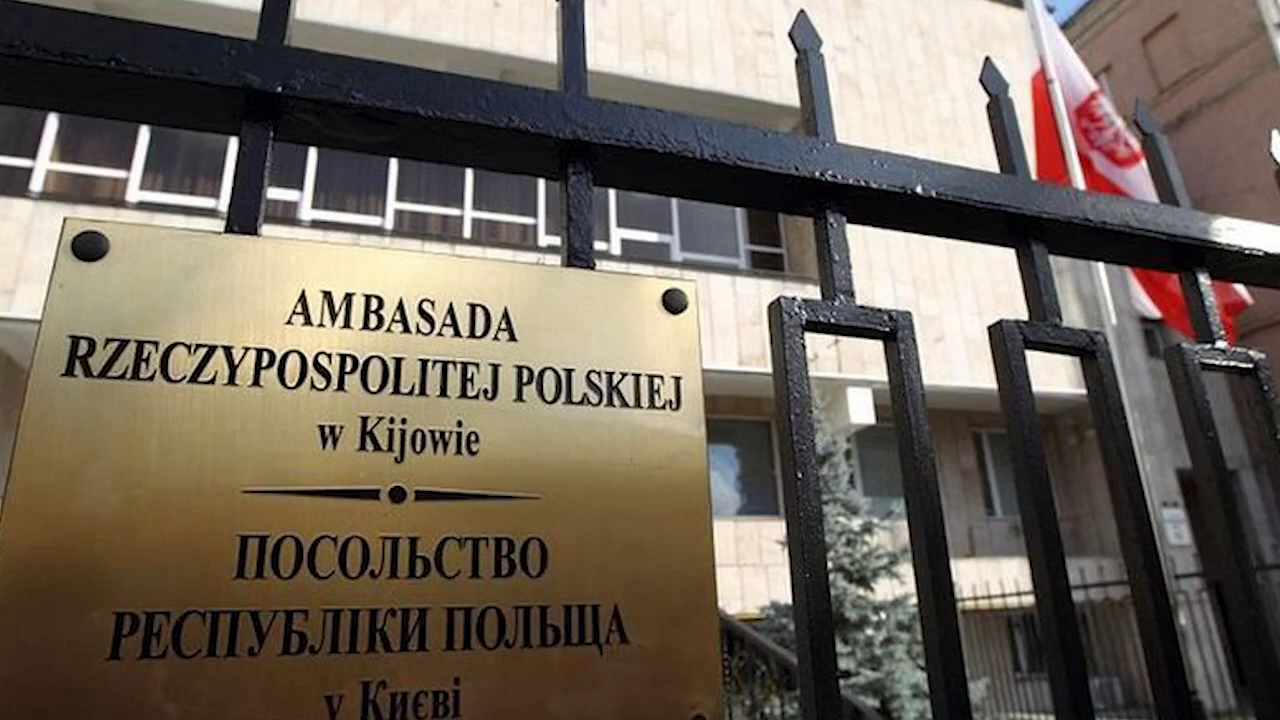 AMBASADA
RZECZYPOSPOLITEJ POLSKIEJ
w Kijowie
ПОСОЛЬСТВО
РЕСПУБЛІКИ ПОЛЬЩА
у Києві